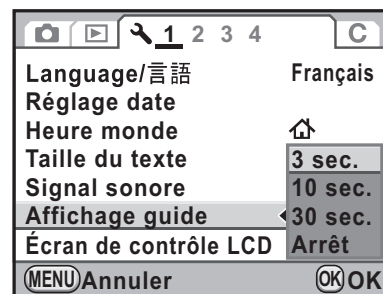 1 2 3 4 C
Language/言語 Français
Réglage date
Heure monde
Taille du texte 3 sec.
Signal sonore 10 sec.
Affichage guide 30 sec.
Écran de contrôle LCD Arrêt
MENU Annuler OK OK